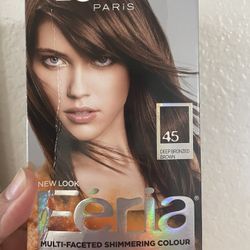 PARIS
45
DEEP BRONZED
BROWN
NEW LOOK
Féria
MULTI-FACETED SHIMMERING COLOUR